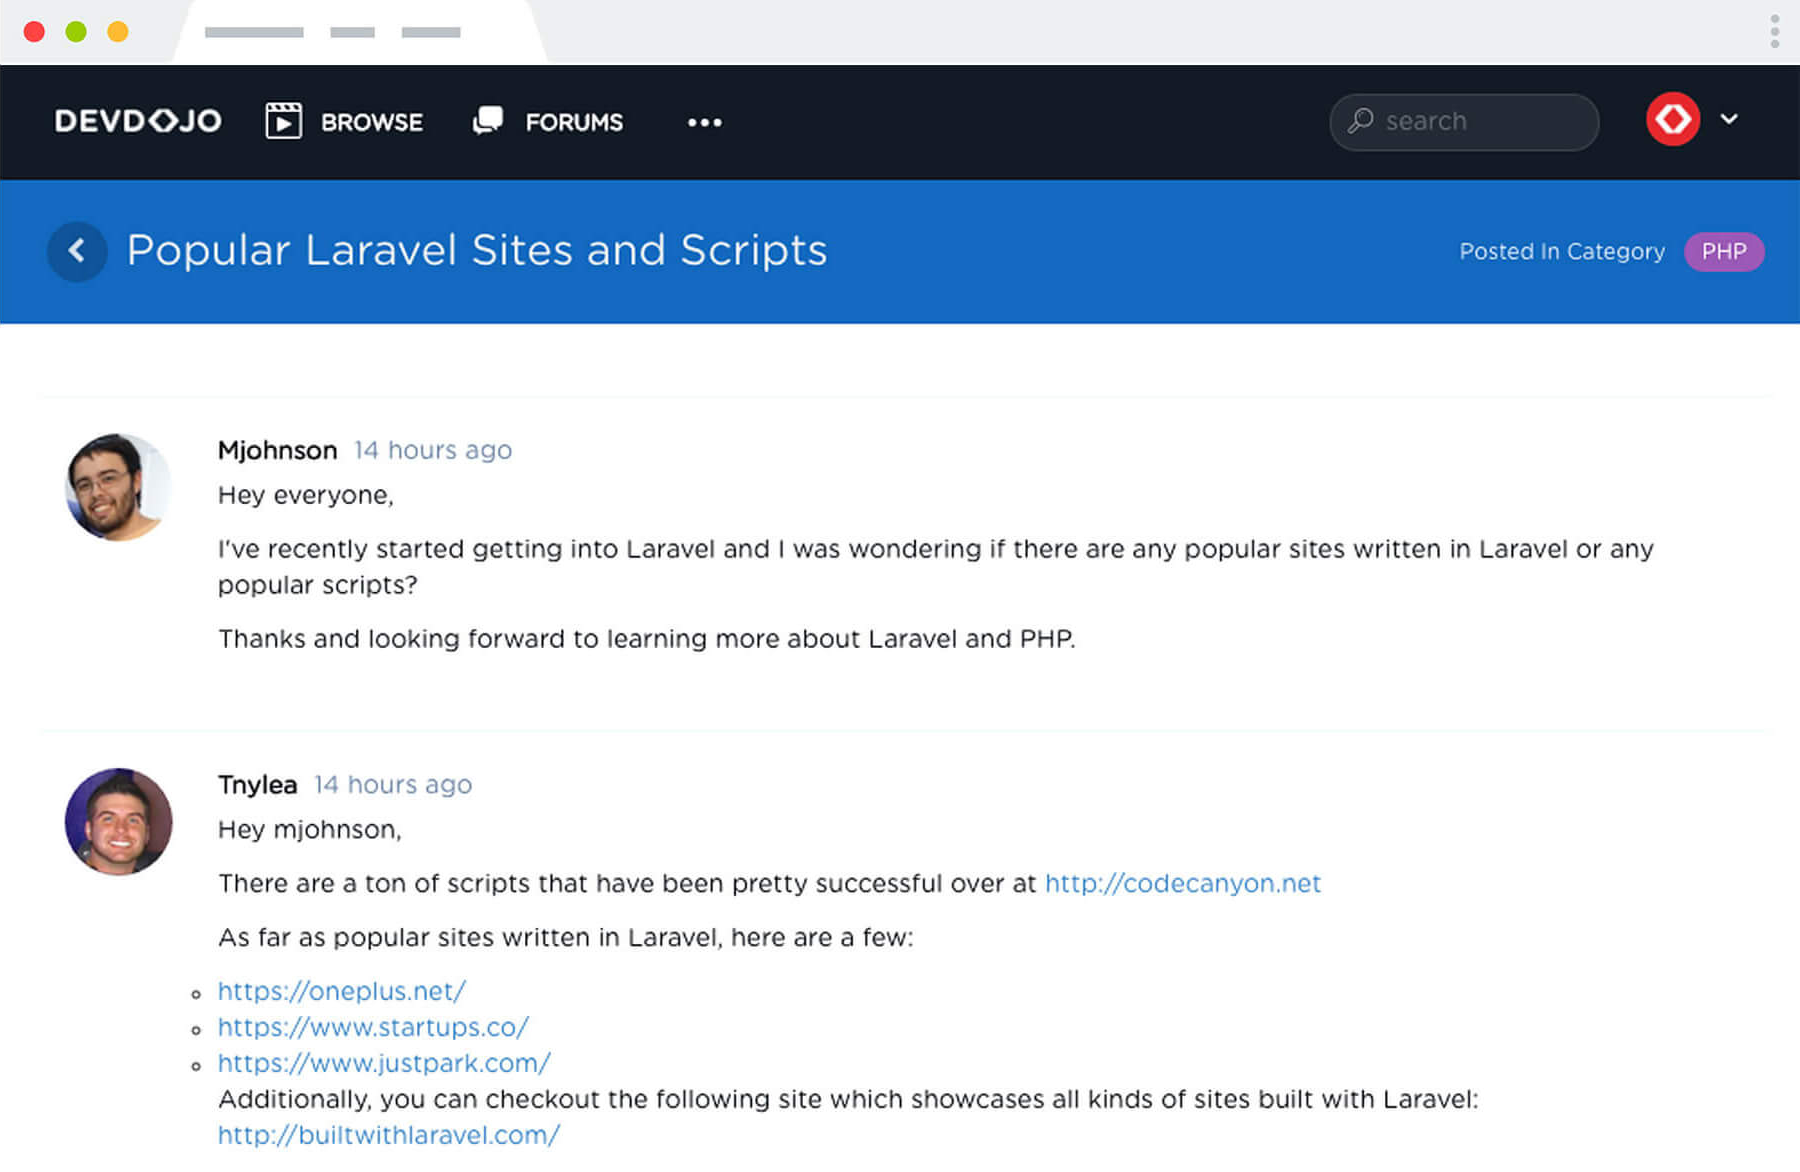 DEVDOJO BROWSE FORUMS search
Popular Laravel Sites and Scripts Posted In Category PHP
Mjohnson 14 hours ago
Hey everyone,
I've recently started getting into Laravel and I was wondering if there are any popular sites written in Laravel or any
popular scripts?
Thanks and looking forward to learning more about Laravel and PHP.
Tnylea 14 hours ago
Hey mjohnson,
There are a ton of scripts that have been pretty successful over at http://codecanyon.net
As far as popular sites written in Laravel, here are a few:
https://oneplus.net/
https://www.startups.co/
https://www.justpark.com/
Additionally, you can checkout the following site which showcases all kinds of sites built with Laravel:
http://builtwithlaravel.com/